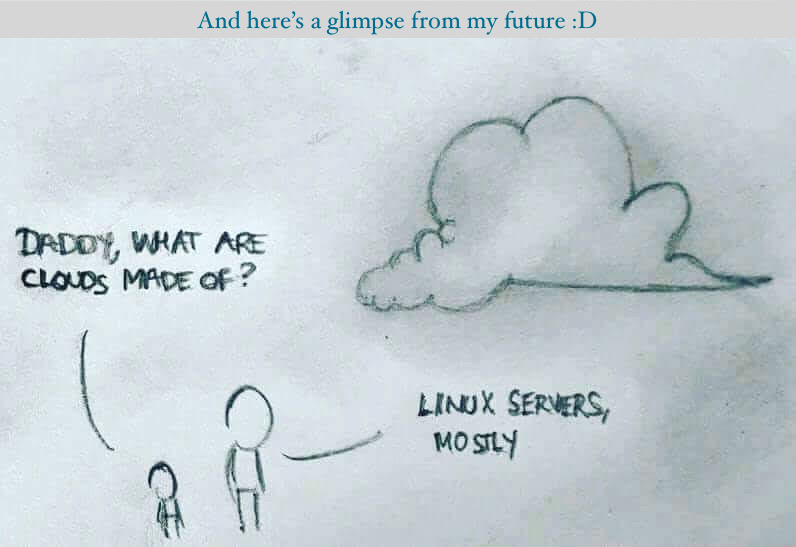 And here’s a glimpse from my future :D
DADDY, WHAT ARE
CLOUDS MADE OF?
LINUX SERVERS,
MOSTLY